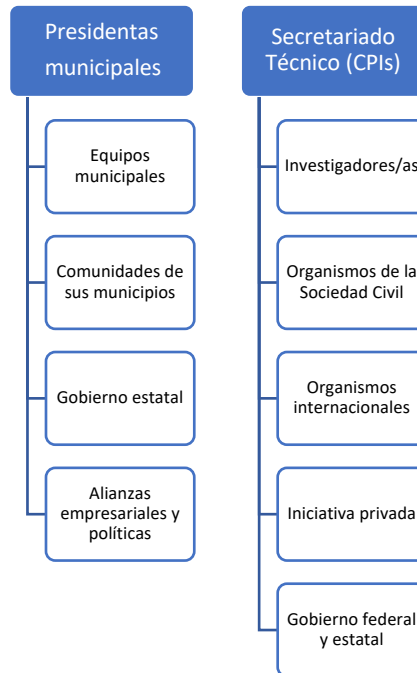 Presidentas
municipales
Equipos
municipales
Comunidades de
sus municipios
Gobierno estatal
Alianzas
empresariales y
políticas
Secretariado
Técnico (CPIs)
Investigadores/as
Organismos de la
Sociedad Civil
Organismos
internacionales
Iniciativa privada
Gobierno federal
y estatal